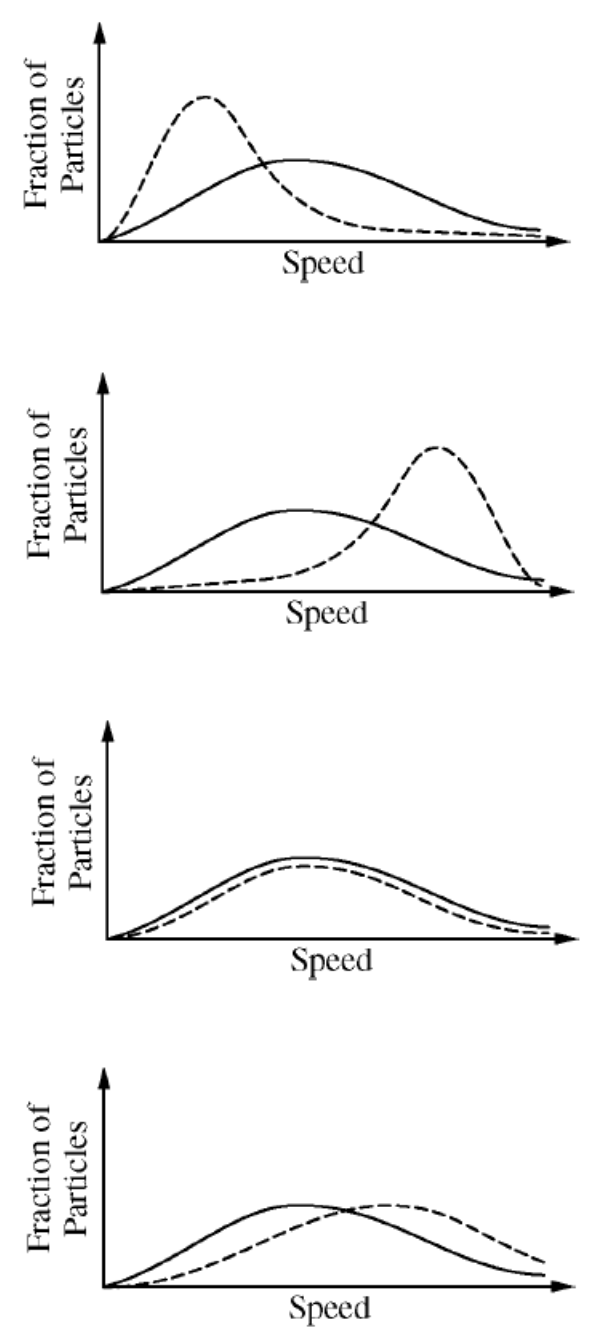 Fraction of
Particles
Speed
Fraction of
Particles
Speed
Fraction of
Particles
Speed
Fraction of
Particles
Speed